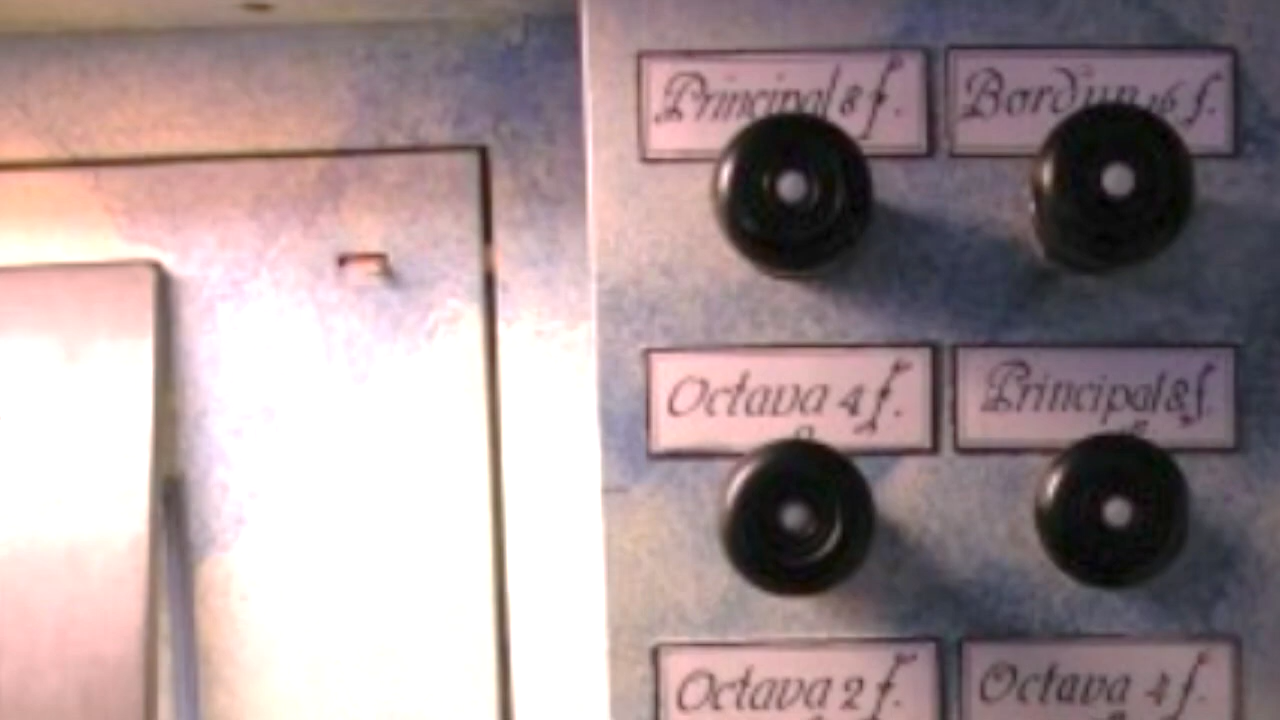 Principal 8 f.
Bordun 16 f.
Octava 4 f.
Principal 8 f.
Octava 2 f.
Octava 4 f.